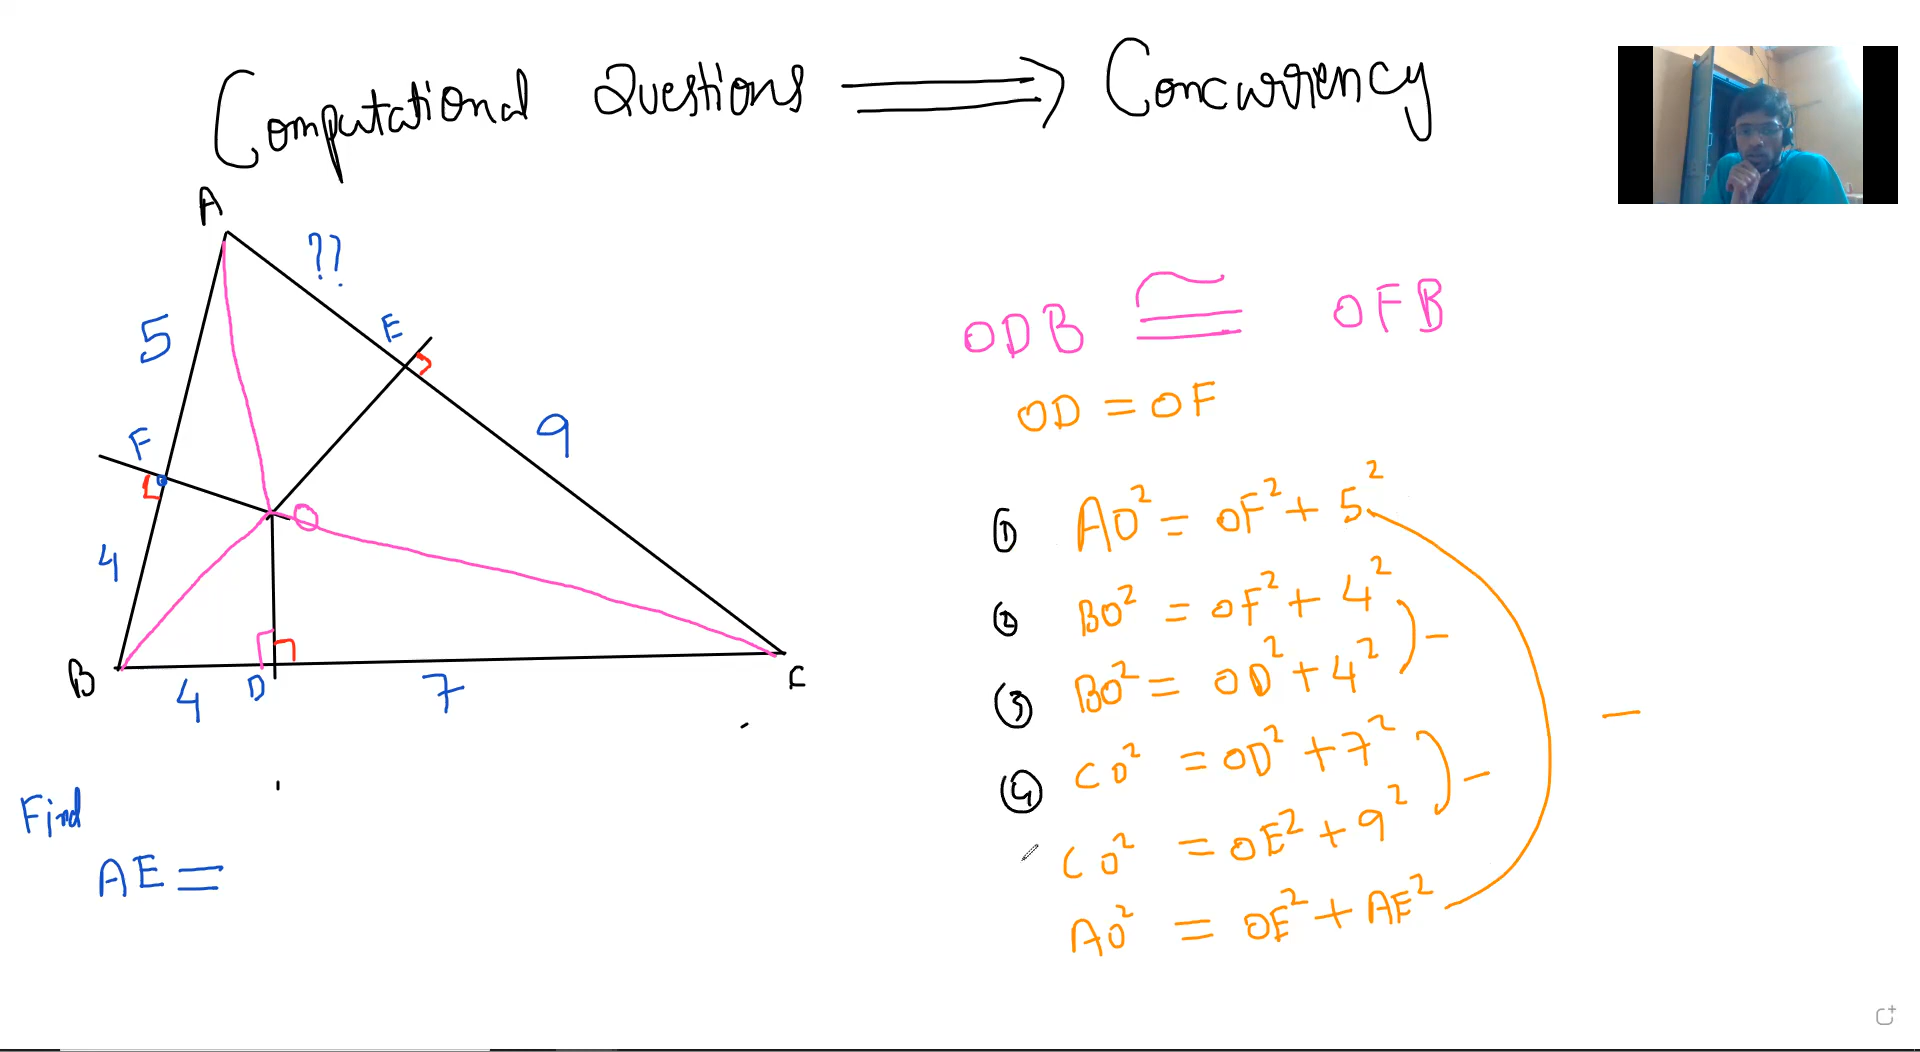 Computational Questions ⟹ Concurrency
A
??
E
5
9
F
O
4
B
4
D
7
C
Find
AE =
ODB ≅ OFB
OD = OF
① AO² = OF² + 5²
② BO² = OF² + 4²
③ BO² = OD² + 4²
④ CO² = OD² + 7²
CO² = OE² + 9²
AO² = OE² + AE²